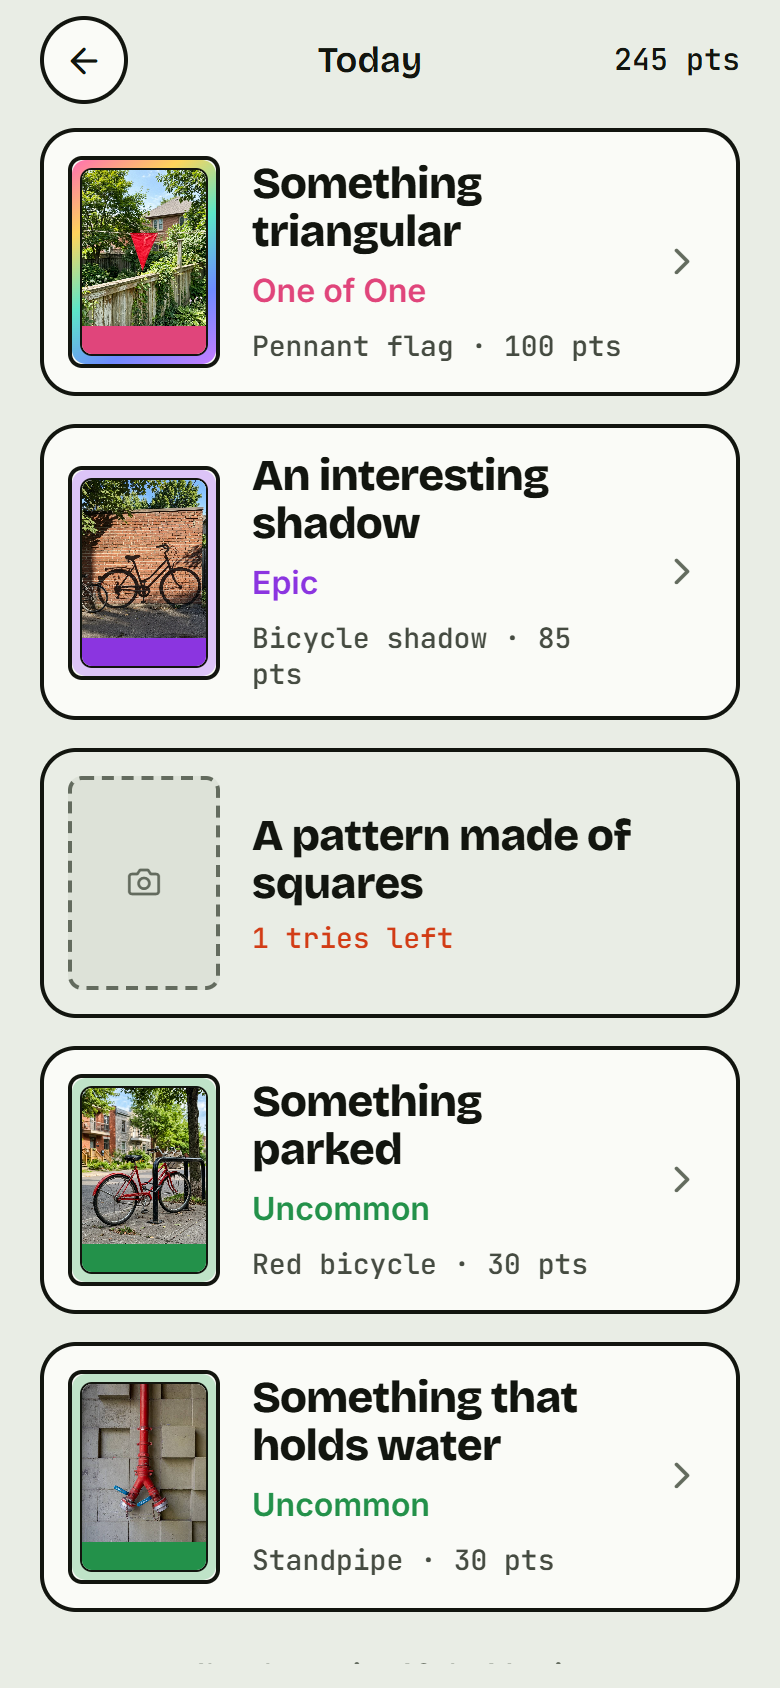 Today
245 pts
Something
triangular
One of One
Pennant flag · 100 pts
An interesting
shadow
Epic
Bicycle shadow · 85
pts
A pattern made of
squares
1 tries left
Something
parked
Uncommon
Red bicycle · 30 pts
Something that
holds water
Uncommon
Standpipe · 30 pts